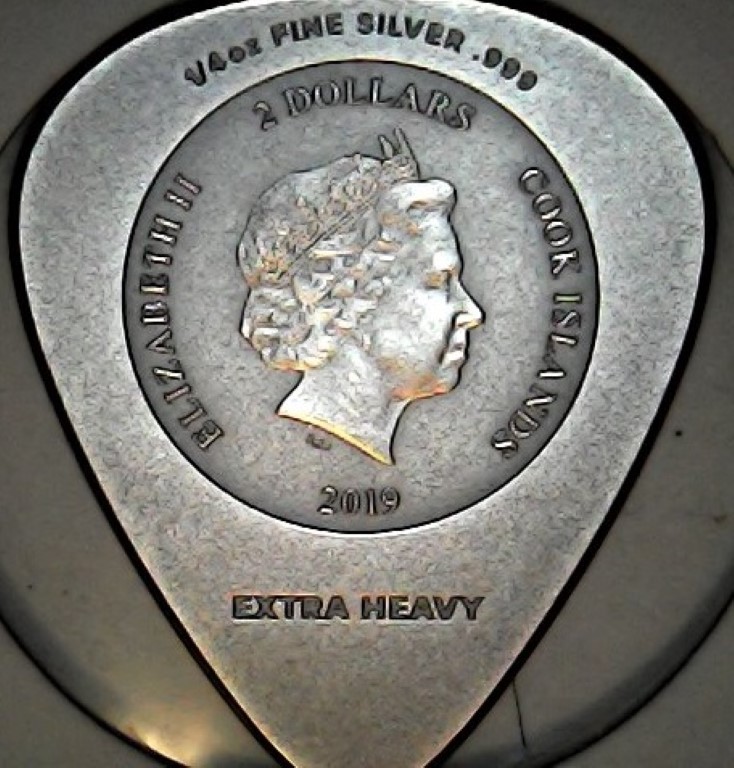 1/4oz FINE SILVER .999
2 DOLLARS
ELIZABETH II
COOK ISLANDS
2019
EXTRA HEAVY